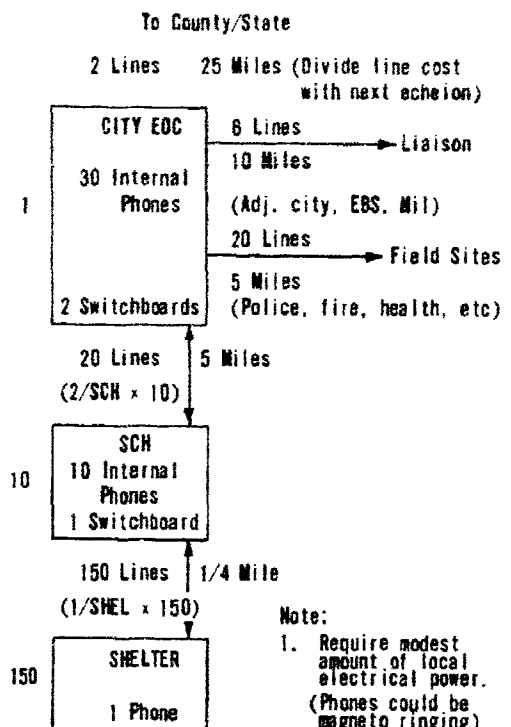 To County/State
2 Lines 25 Miles (Divide line cost
with next echelon)
CITY EOC
30 Internal
Phones
2 Switchboards
1
6 Lines
10 Miles
Liaison
(Adj. city, EBS, Mil)
20 Lines
Field Sites
5 Miles
(Police, fire, health, etc)
20 Lines 5 Miles
(2/SCH × 10)
10
SCH
10 Internal
Phones
1 Switchboard
150 Lines 1/4 Mile
(1/SHEL × 150)
150
SHELTER
1 Phone
Note:
1. Require modest
amount of local
electrical power.
(Phones could be
magneto ringing)